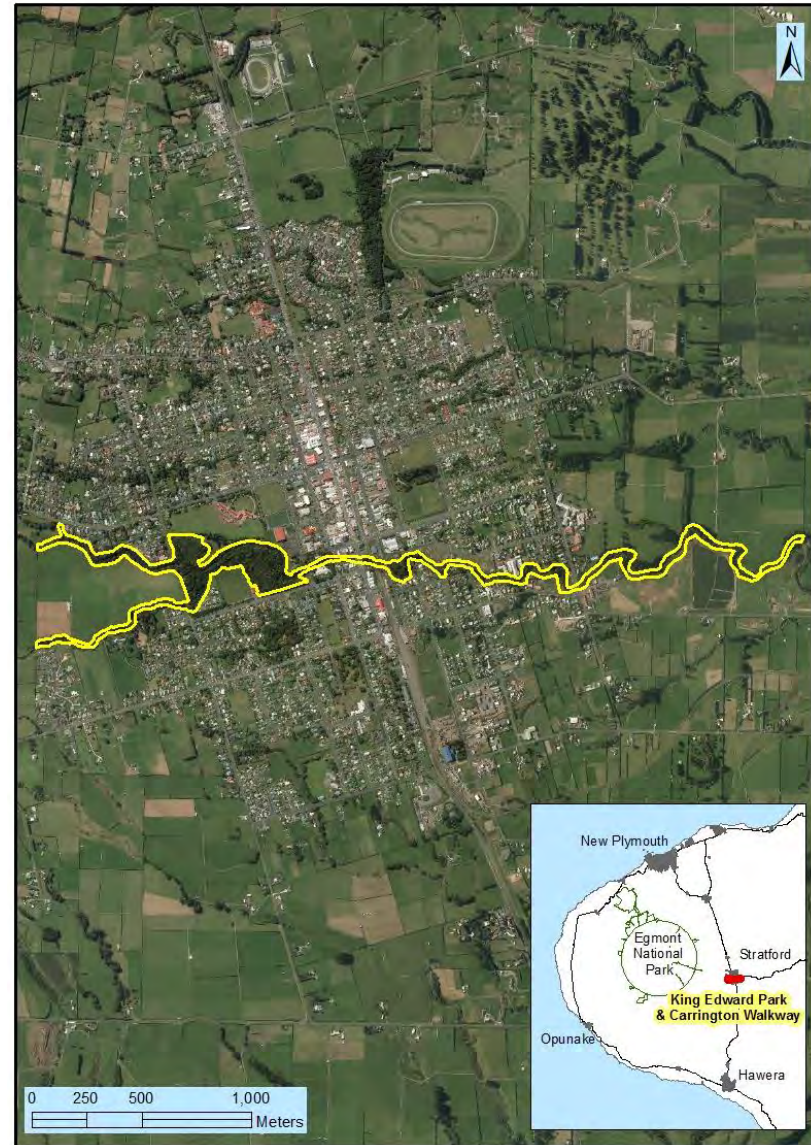 N
New Plymouth
Egmont
National
Park
Stratford
King Edward Park
& Carrington Walkway
Opunake
Hawera
0 250 500 1,000
Meters